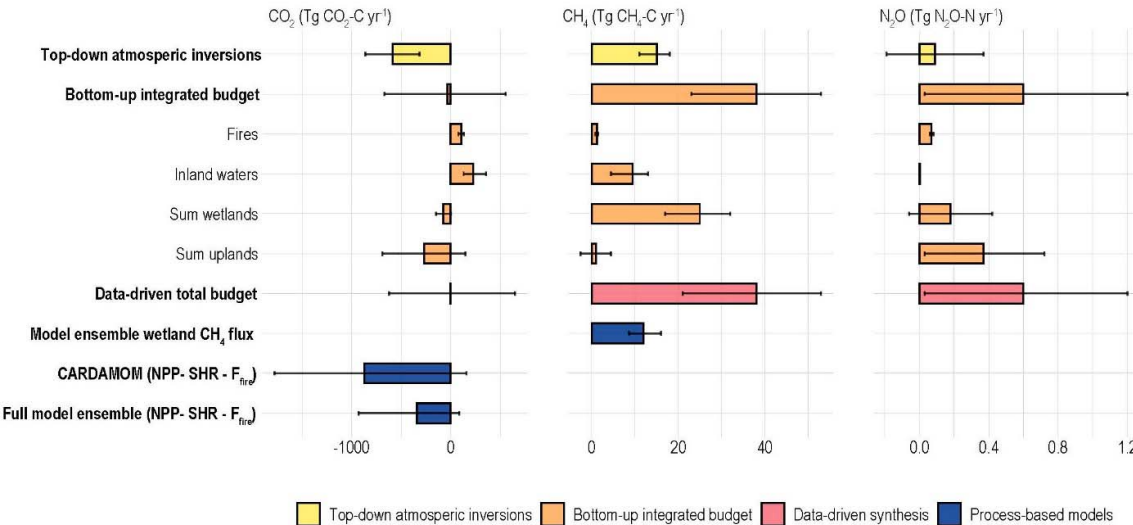 CO₂ (Tg CO₂-C yr⁻¹) CH₄ (Tg CH₄-C yr⁻¹) N₂O (Tg N₂O-N yr⁻¹)
Top-down atmosperic inversions
Bottom-up integrated budget
Fires
Inland waters
Sum wetlands
Sum uplands
Data-driven total budget
Model ensemble wetland CH₄ flux
CARDAMOM (NPP- SHR - F_fire)
Full model ensemble (NPP- SHR - F_fire)
-1000 0 0 20 40 0.0 0.4 0.8 1.2
Top-down atmosperic inversions Bottom-up integrated budget Data-driven synthesis Process-based models